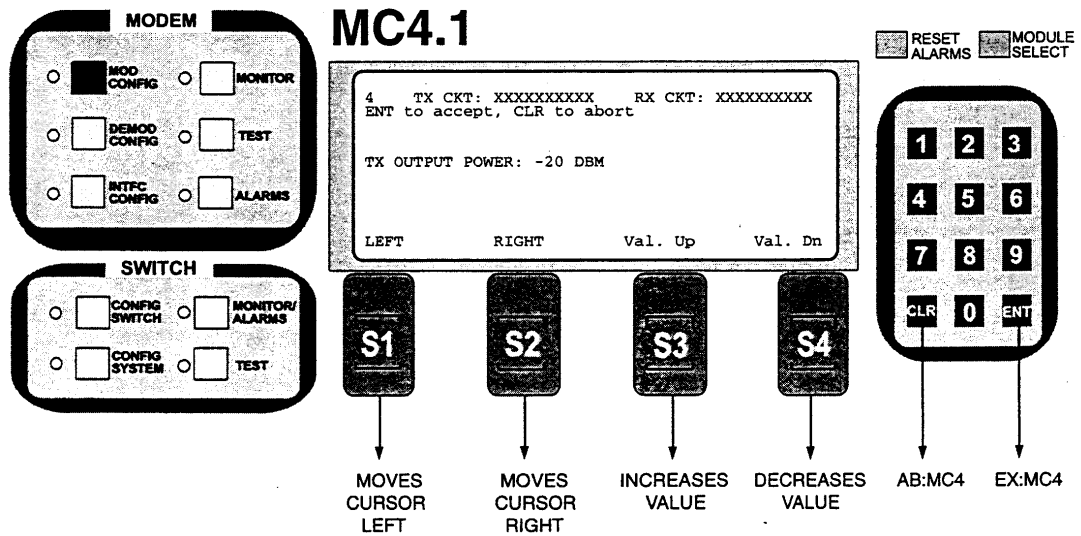 MODEM
MOD CONFIG
MONITOR
DEMOD CONFIG
TEST
INTFC CONFIG
ALARMS
SWITCH
CONFIG SWITCH
MONITOR/ ALARMS
CONFIG SYSTEM
TEST
MC4.1
4 TX CKT: XXXXXXXXXX RX CKT: XXXXXXXXXX
ENT to accept, CLR to abort
TX OUTPUT POWER: -20 DBM
LEFT RIGHT Val. Up Val. Dn
S1 S2 S3 S4
MOVES CURSOR LEFT
MOVES CURSOR RIGHT
INCREASES VALUE
DECREASES VALUE
RESET ALARMS
MODULE SELECT
1 2 3
4 5 6
7 8 9
CLR 0 ENT
AB:MC4 EX:MC4